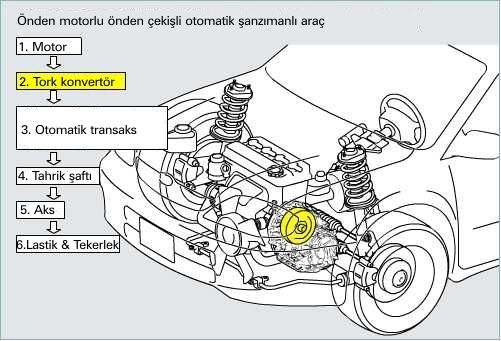 Önden motorlu önden çekişli otomatik şanzımanlı araç
1. Motor
2. Tork konvertör
3. Otomatik transaks
4. Tahrik şaftı
5. Aks
6.Lastik & Tekerlek